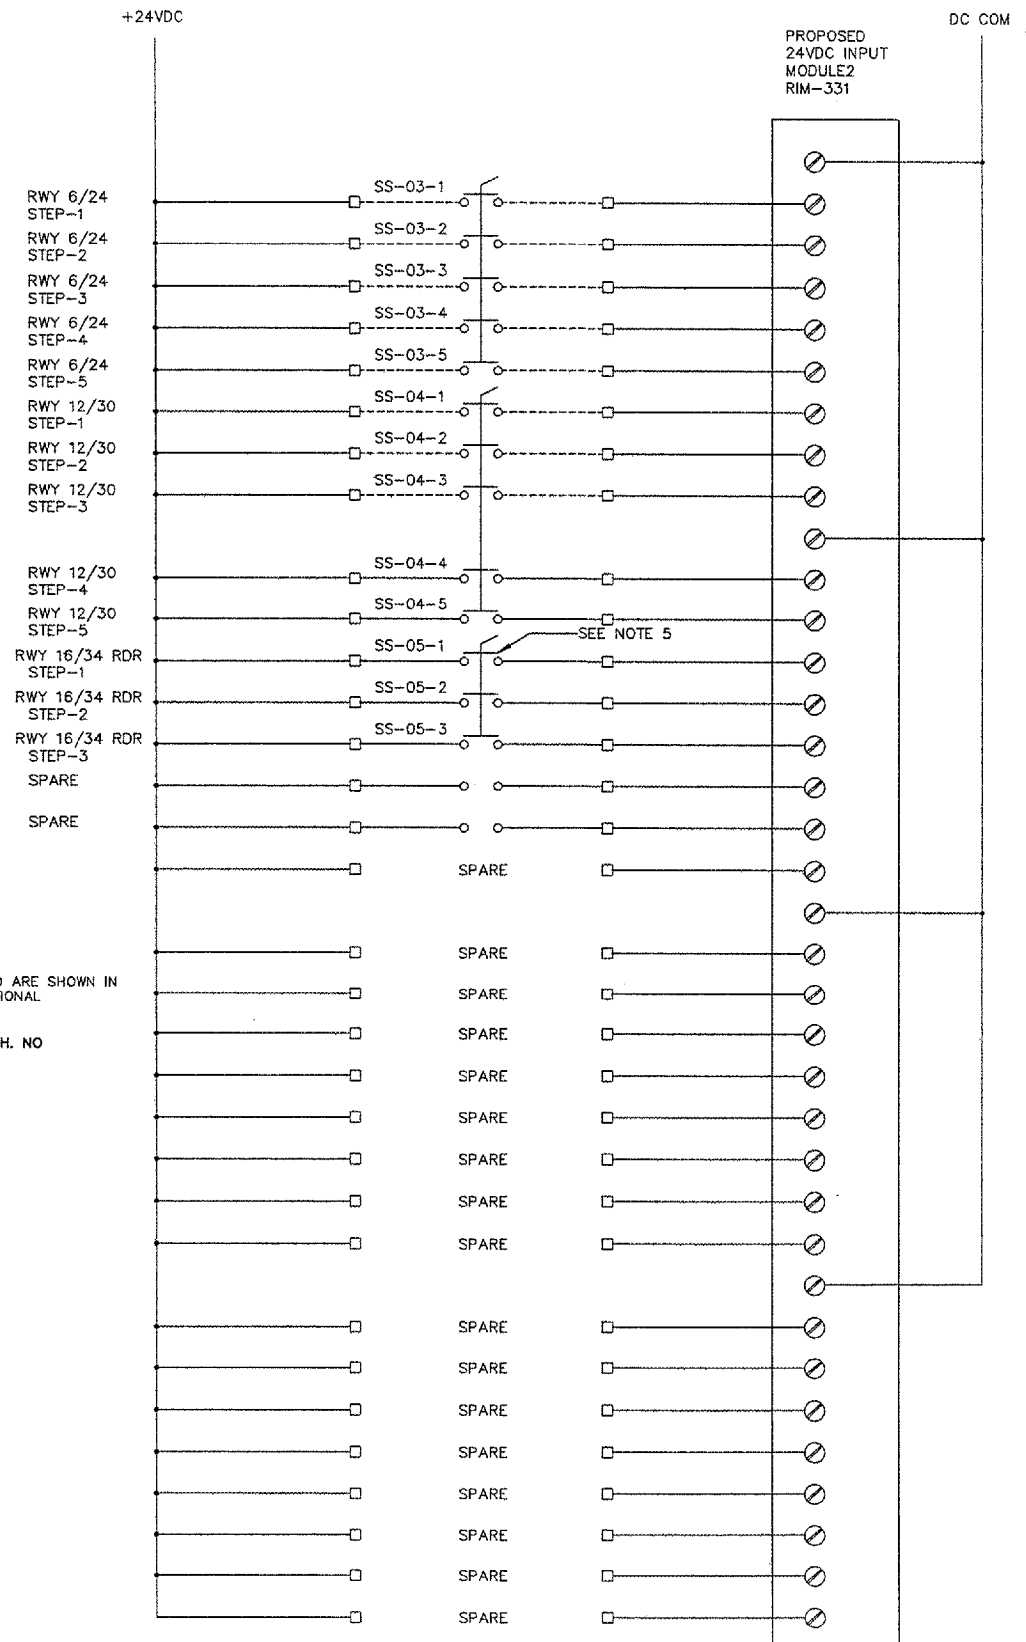 +24VDC
DC COM
PROPOSED
24VDC INPUT
MODULE2
RIM-331
RWY 6/24
STEP-1
SS-03-1
RWY 6/24
STEP-2
SS-03-2
RWY 6/24
STEP-3
SS-03-3
RWY 6/24
STEP-4
SS-03-4
RWY 6/24
STEP-5
SS-03-5
RWY 12/30
STEP-1
SS-04-1
RWY 12/30
STEP-2
SS-04-2
RWY 12/30
STEP-3
SS-04-3
RWY 12/30
STEP-4
SS-04-4
RWY 12/30
STEP-5
SS-04-5
SEE NOTE 5
RWY 16/34 RDR
STEP-1
SS-05-1
RWY 16/34 RDR
STEP-2
SS-05-2
RWY 16/34 RDR
STEP-3
SS-05-3
SPARE
SPARE
SPARE
SPARE
ARE SHOWN IN
IONAL
SPARE
H. NO
SPARE
SPARE
SPARE
SPARE
SPARE
SPARE
SPARE
SPARE
SPARE
SPARE
SPARE
SPARE
SPARE
SPARE